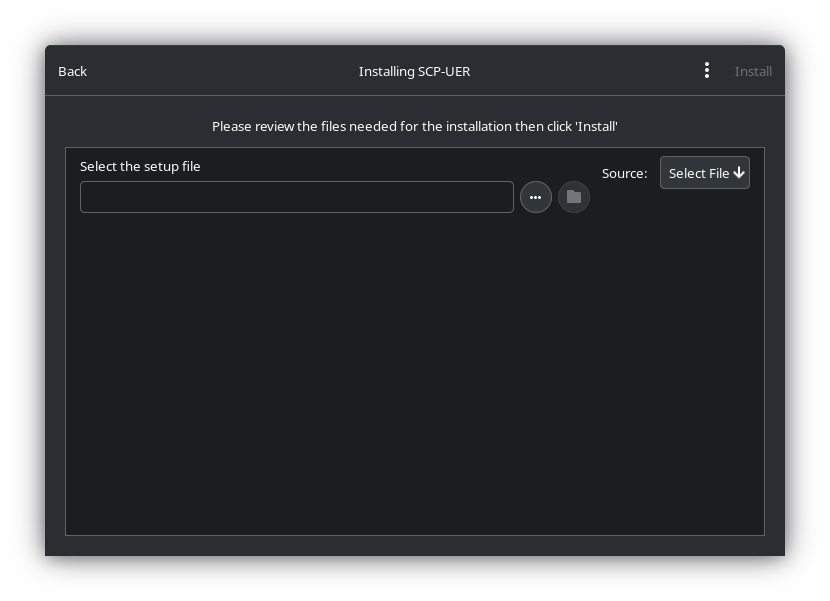 Back
Installing SCP-UER
Install
Please review the files needed for the installation then click 'Install'
Select the setup file
Source:
Select File